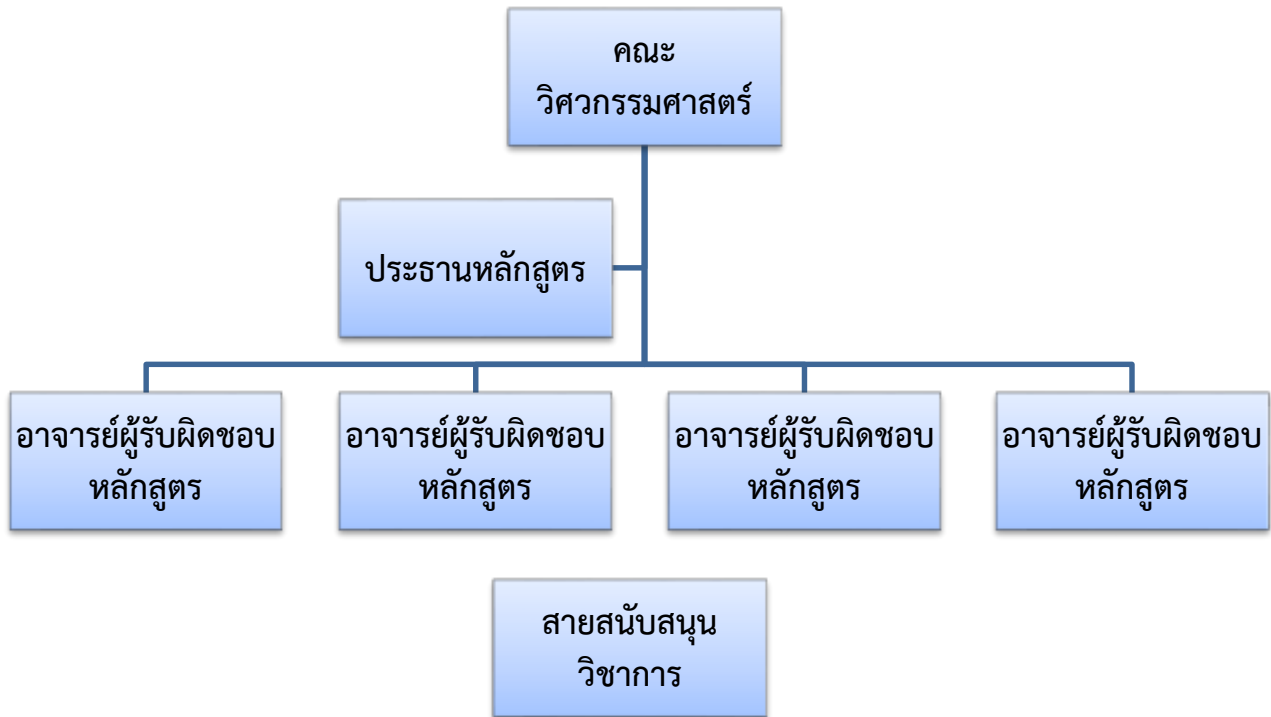 คณะ
วิศวกรรมศาสตร์
ประธานหลักสูตร
อาจารย์ผู้รับผิดชอบ
หลักสูตร
อาจารย์ผู้รับผิดชอบ
หลักสูตร
อาจารย์ผู้รับผิดชอบ
หลักสูตร
อาจารย์ผู้รับผิดชอบ
หลักสูตร
สายสนับสนุน
วิชาการ